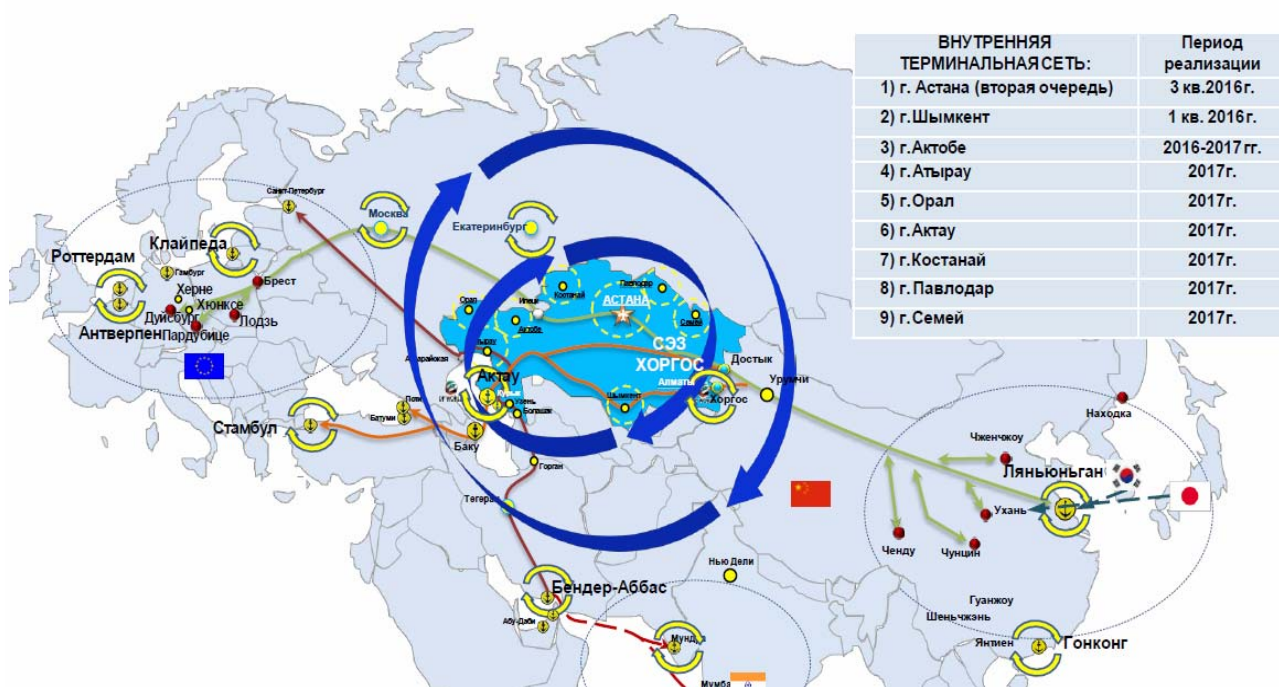 ВНУТРЕННЯЯ ТЕРМИНАЛЬНАЯ СЕТЬ: Период реализации
1) г. Астана (вторая очередь) 3 кв.2016г.
2) г.Шымкент 1 кв. 2016г.
3) г.Актобе 2016-2017гг.
4) г.Атырау 2017г.
5) г.Орал 2017г.
6) г.Актау 2017г.
7) г.Костанай 2017г.
8) г.Павлодар 2017г.
9) г.Семей 2017г.
Санкт-Петербург
Москва
Екатеринбург
Клайпеда
Роттердам
Гамбург
Херне
Брест
Хюнксе
Дуйсбург
Лодзь
Антверпен
Пардубице
Орал
Илецк
Костанай
Павлодар
АСТАНА
Актобе
Семей
СЭЗ
ХОРГОС
Достык
Алматы
Хоргос
Урумчи
Актау
Шымкент
Болашак
Поти
Батуми
Стамбул
Баку
Горган
Тегеран
Находка
Чженчжоу
Ляньюньган
Ухань
Ченду
Чунцин
Нью Дели
Бендер-Аббас
Абу-Даби
Гуанжоу
Шеньчжэнь
Янтиен
Гонконг